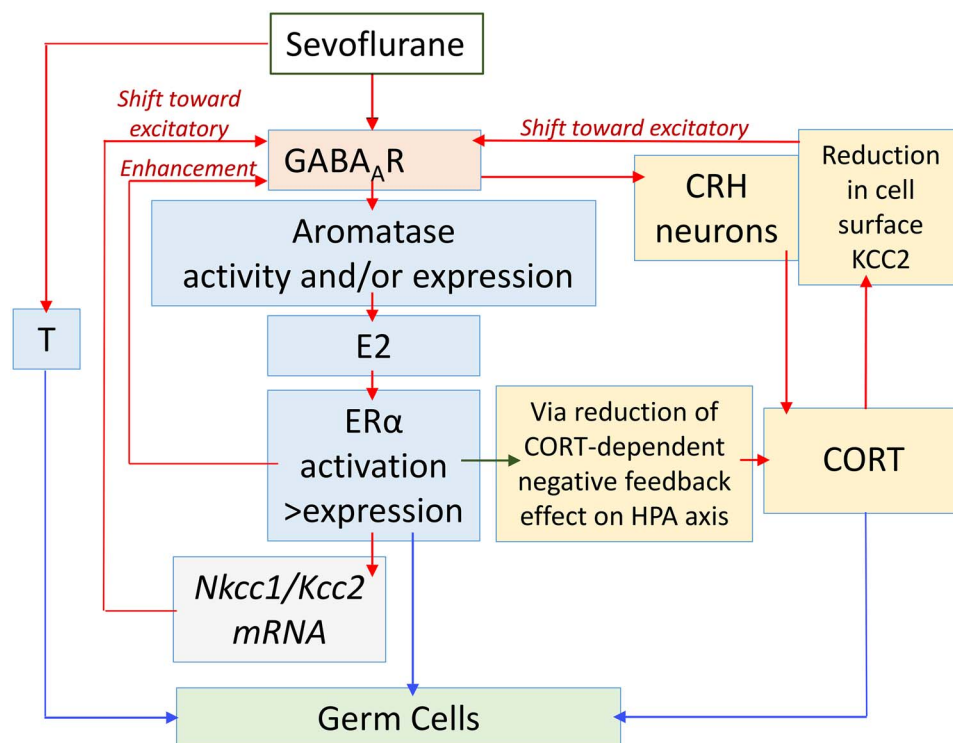 Sevoflurane
Shift toward
excitatory
Shift toward excitatory
Enhancement
GABA_AR
CRH
neurons
Reduction
in cell
surface
KCC2
Aromatase
activity and/or expression
T
E2
ERα
activation
>expression
Via reduction of
CORT-dependent
negative feedback
effect on HPA axis
CORT
Nkcc1/Kcc2
mRNA
Germ Cells